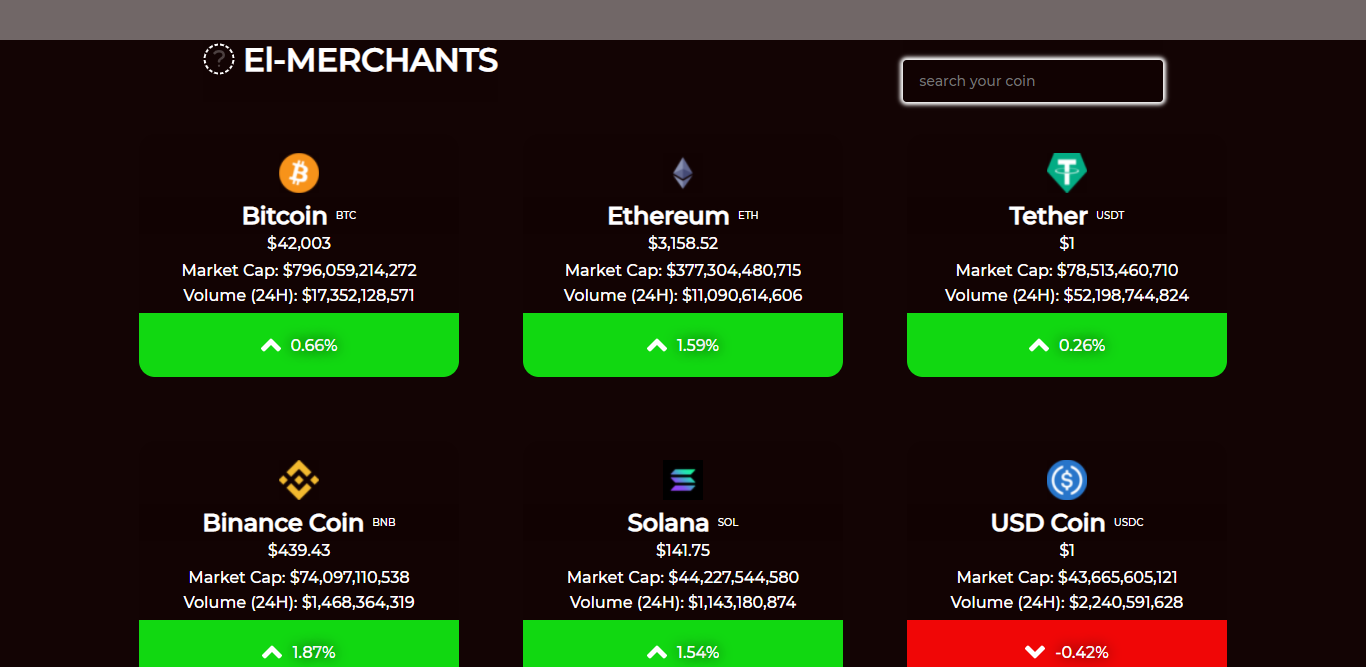 ? El-MERCHANTS
search your coin
Bitcoin BTC
$42,003
Market Cap: $796,059,214,272
Volume (24H): $17,352,128,571
0.66%
Ethereum ETH
$3,158.52
Market Cap: $377,304,480,715
Volume (24H): $11,090,614,606
1.59%
Tether USDT
$1
Market Cap: $78,513,460,710
Volume (24H): $52,198,744,824
0.26%
Binance Coin BNB
$439.43
Market Cap: $74,097,110,538
Volume (24H): $1,468,364,319
1.87%
Solana SOL
$141.75
Market Cap: $44,227,544,580
Volume (24H): $1,143,180,874
1.54%
USD Coin USDC
$1
Market Cap: $43,665,605,121
Volume (24H): $2,240,591,628
-0.42%